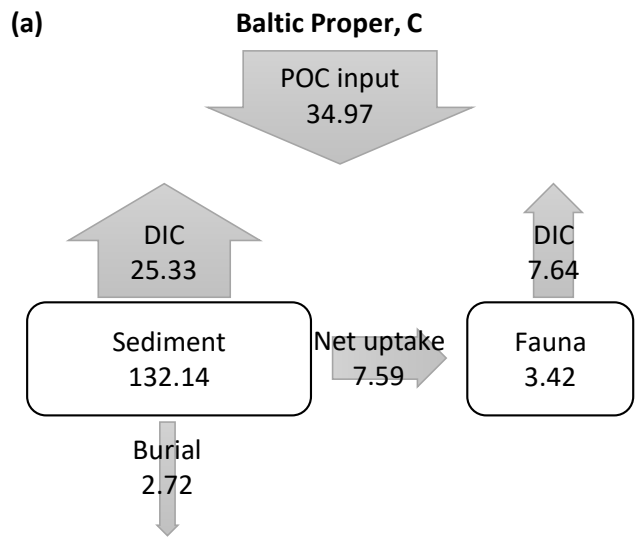 (a)
Baltic Proper, C
POC input
34.97
DIC
25.33
DIC
7.64
Sediment
132.14
Net uptake
7.59
Fauna
3.42
Burial
2.72